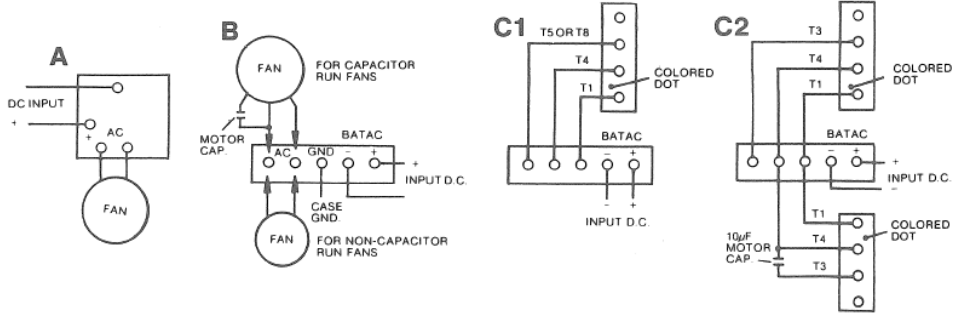 A
DC INPUT
+
+
AC
FAN
B
FAN
FOR CAPACITOR
RUN FANS
MOTOR
CAP.
BATAC
AC
GND
–
+
+
INPUT D.C.
CASE
GND.
FAN
FOR NON-CAPACITOR
RUN FANS
C1
T5 OR T8
T4
T1
COLORED
DOT
BATAC
–
+
–
+
INPUT D.C.
C2
T3
T4
T1
COLORED
DOT
BATAC
–
+
+
INPUT D.C.
–
T1
T4
T3
10µF
MOTOR
CAP.
COLORED
DOT